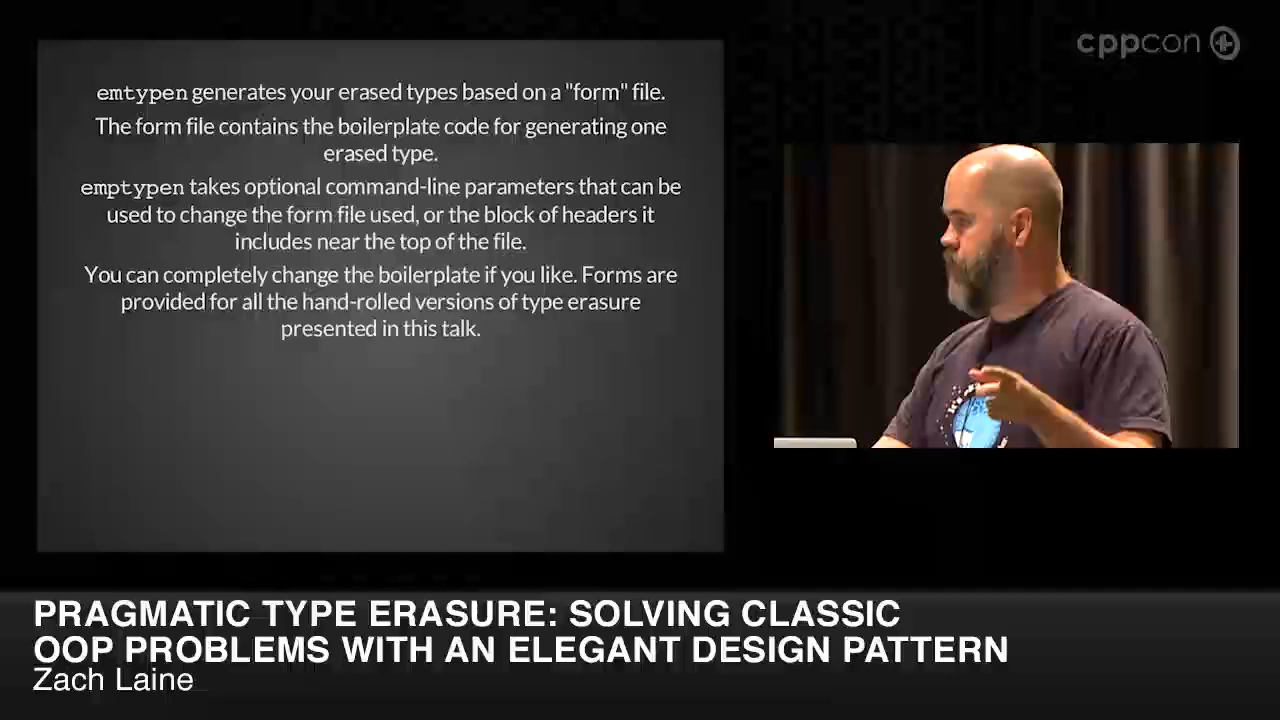 cppcon
emtypen generates your erased types based on a "form" file.
The form file contains the boilerplate code for generating one
erased type.
emptypen takes optional command-line parameters that can be
used to change the form file used, or the block of headers it
includes near the top of the file.
You can completely change the boilerplate if you like. Forms are
provided for all the hand-rolled versions of type erasure
presented in this talk.
PRAGMATIC TYPE ERASURE: SOLVING CLASSIC
OOP PROBLEMS WITH AN ELEGANT DESIGN PATTERN
Zach Laine